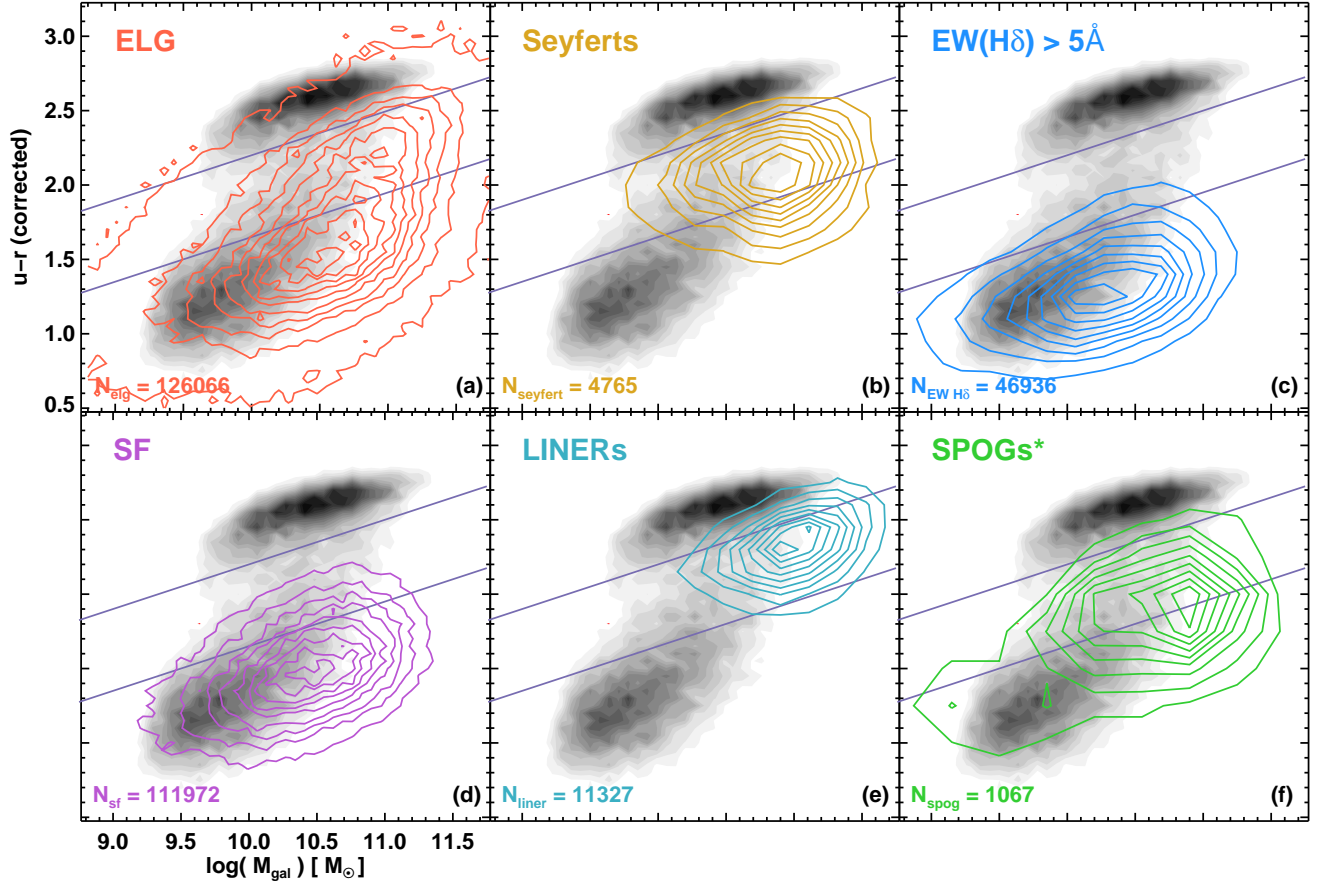 ELG
Seyferts
EW(Hδ) > 5Å
3.0
2.5
2.0
1.5
1.0
0.5
u−r (corrected)
N_elg = 126066
(a)
N_seyfert = 4765
(b)
N_EW Hδ = 46936
(c)
SF
LINERs
SPOGs*
N_sf = 111972
(d)
N_liner = 11327
(e)
N_spog = 1067
(f)
9.0 9.5 10.0 10.5 11.0 11.5
log( M_gal ) [ M_⊙ ]